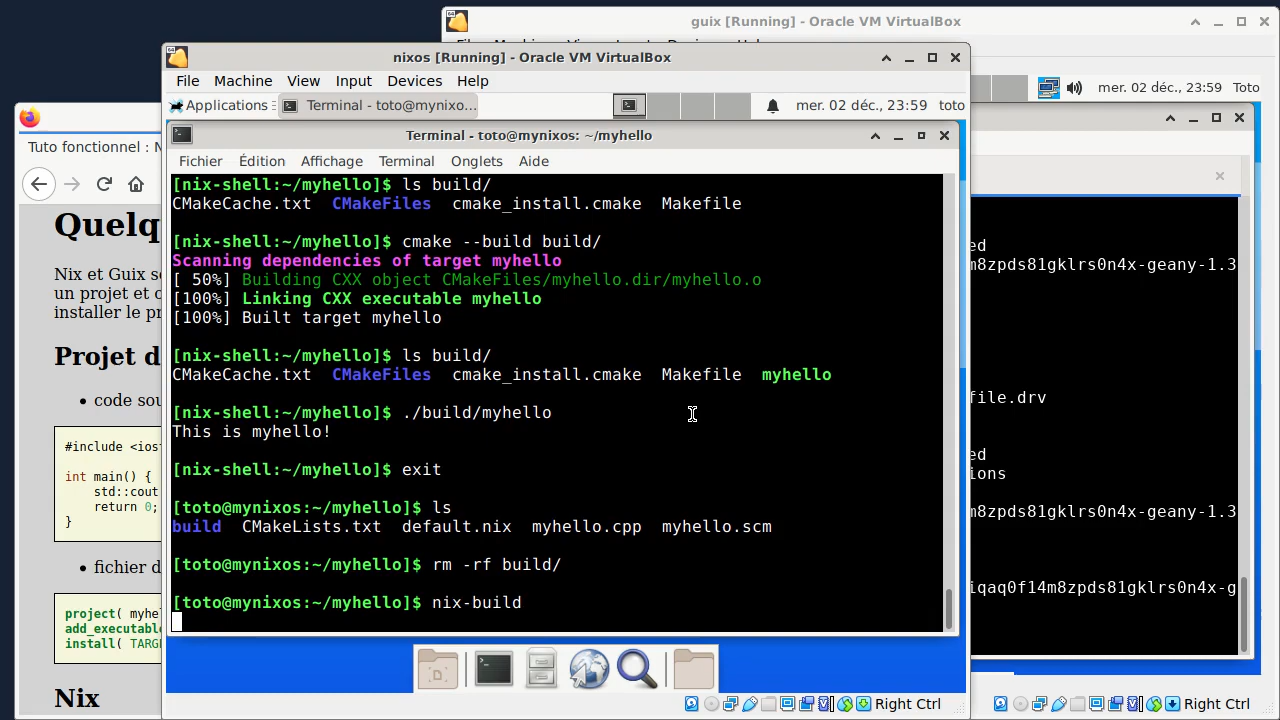 guix [Running] - Oracle VM VirtualBox
nixos [Running] - Oracle VM VirtualBox
File Machine View Input Devices Help
Applications Terminal - toto@mynixo... mer. 02 déc., 23:59 toto
mer. 02 déc., 23:59 Toto
Terminal - toto@mynixos: ~/myhello
Fichier Édition Affichage Terminal Onglets Aide
[nix-shell:~/myhello]$ ls build/
CMakeCache.txt CMakeFiles cmake_install.cmake Makefile
[nix-shell:~/myhello]$ cmake --build build/
Scanning dependencies of target myhello
[ 50%] Building CXX object CMakeFiles/myhello.dir/myhello.o
[100%] Linking CXX executable myhello
[100%] Built target myhello
[nix-shell:~/myhello]$ ls build/
CMakeCache.txt CMakeFiles cmake_install.cmake Makefile myhello
[nix-shell:~/myhello]$ ./build/myhello
This is myhello!
[nix-shell:~/myhello]$ exit
[toto@mynixos:~/myhello]$ ls
build CMakeLists.txt default.nix myhello.cpp myhello.scm
[toto@mynixos:~/myhello]$ rm -rf build/
[toto@mynixos:~/myhello]$ nix-build
Right Ctrl
Tuto fonctionnel : N
Quelq
Nix et Guix s
un projet et c
installer le pr
Projet d
code sou
#include <ios
int main() {
std::cout
return 0;
}
fichier d
project( myhe
add_executable
install( TARG
Nix
ed
m8zpds81gklrs0n4x-geany-1.3
file.drv
ed
ions
m8zpds81gklrs0n4x-geany-1.3
iqaq0f14m8zpds81gklrs0n4x-g
Right Ctrl